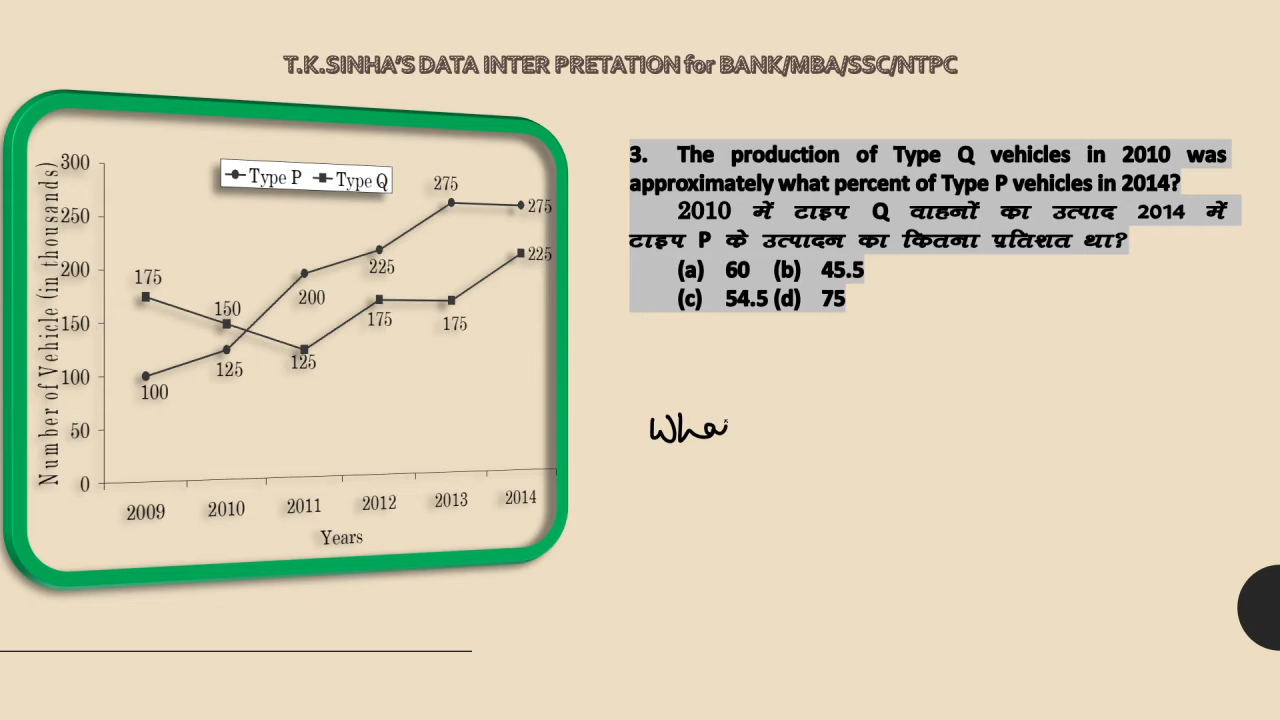 T.K.SINHA'S DATA INTER PRETATION for BANK/MBA/SSC/NTPC
Number of Vehicle (in thousands)
300
250
200
150
100
50
0
Type P
Type Q
175
150
125
175
175
225
100
125
200
225
275
275
2009 2010 2011 2012 2013 2014
Years
3. The production of Type Q vehicles in 2010 was
approximately what percent of Type P vehicles in 2014?
2010 में टाइप Q वाहनों का उत्पाद 2014 में
टाइप P के उत्पादन का कितना प्रतिशत था?
(a) 60 (b) 45.5
(c) 54.5 (d) 75
Wha